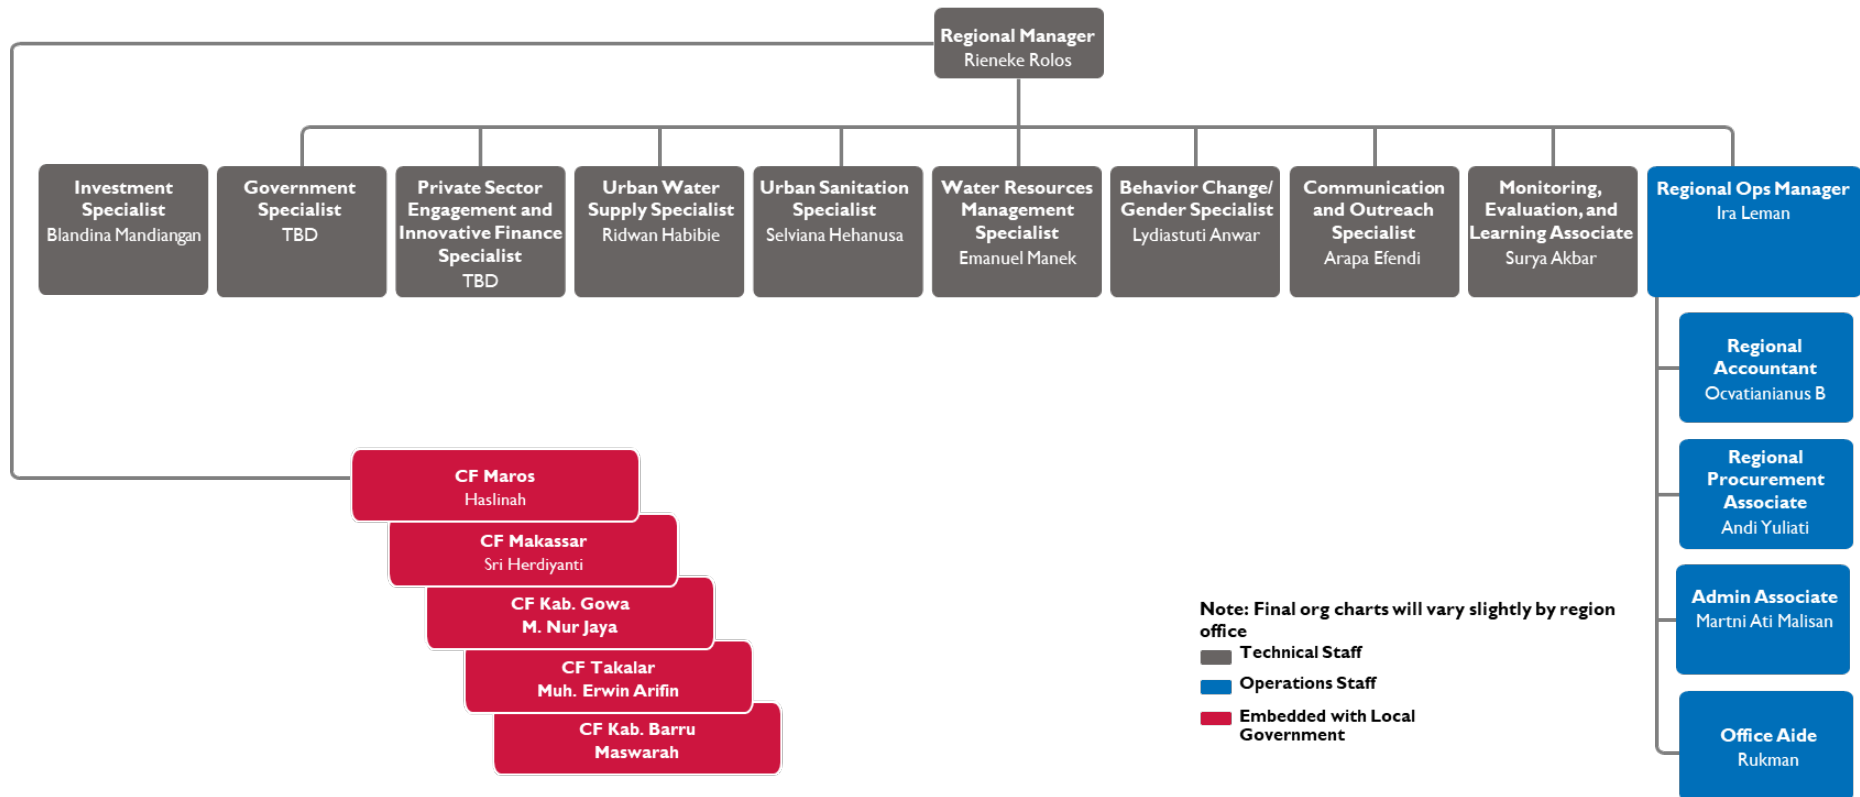 Regional Manager
Rieneke Rolos
Investment
Specialist
Blandina Mandiangan
Government
Specialist
TBD
Private Sector
Engagement and
Innovative Finance
Specialist
TBD
Urban Water
Supply Specialist
Ridwan Habibie
Urban Sanitation
Specialist
Selviana Hehanusa
Water Resources
Management
Specialist
Emanuel Manek
Behavior Change/
Gender Specialist
Lydiastuti Anwar
Communication
and Outreach
Specialist
Arapa Efendi
Monitoring,
Evaluation, and
Learning Associate
Surya Akbar
Regional Ops Manager
Ira Leman
Regional
Accountant
Ocvatianianus B
Regional
Procurement
Associate
Andi Yuliati
Admin Associate
Martni Ati Malisan
Office Aide
Rukman
CF Maros
Haslinah
CF Makassar
Sri Herdiyanti
CF Kab. Gowa
M. Nur Jaya
CF Takalar
Muh. Erwin Arifin
CF Kab. Barru
Maswarah
Note: Final org charts will vary slightly by region
office
Technical Staff
Operations Staff
Embedded with Local
Government